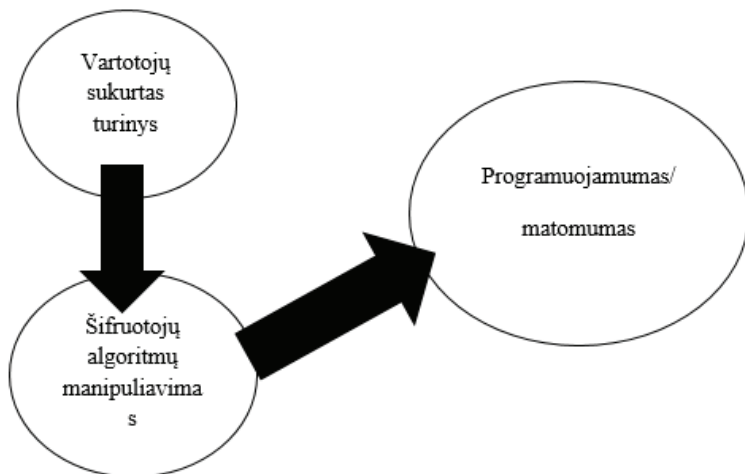 Vartotojų
sukurtas
turinys
Programuojamumas/
matomumas
Šifruotojų
algoritmų
manipuliavima
s